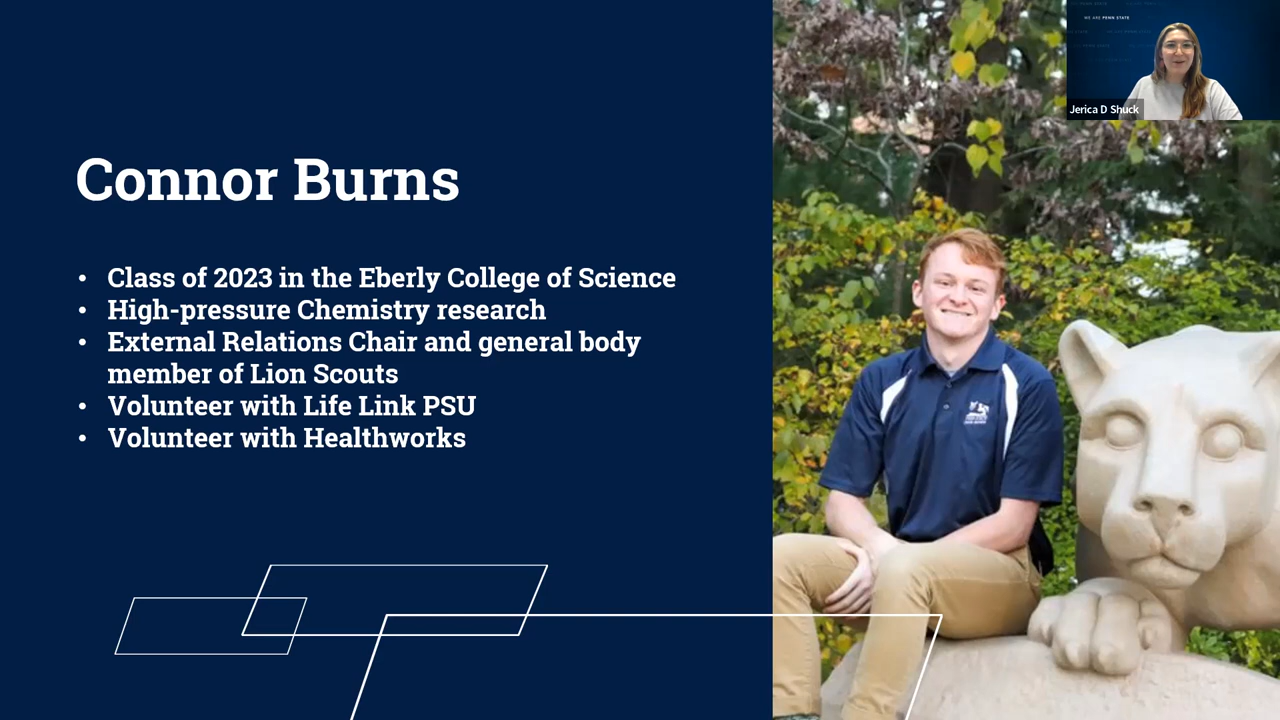 WE ARE PENN STATE
Jerica D Shuck
Connor Burns
• Class of 2023 in the Eberly College of Science
• High-pressure Chemistry research
• External Relations Chair and general body
member of Lion Scouts
• Volunteer with Life Link PSU
• Volunteer with Healthworks